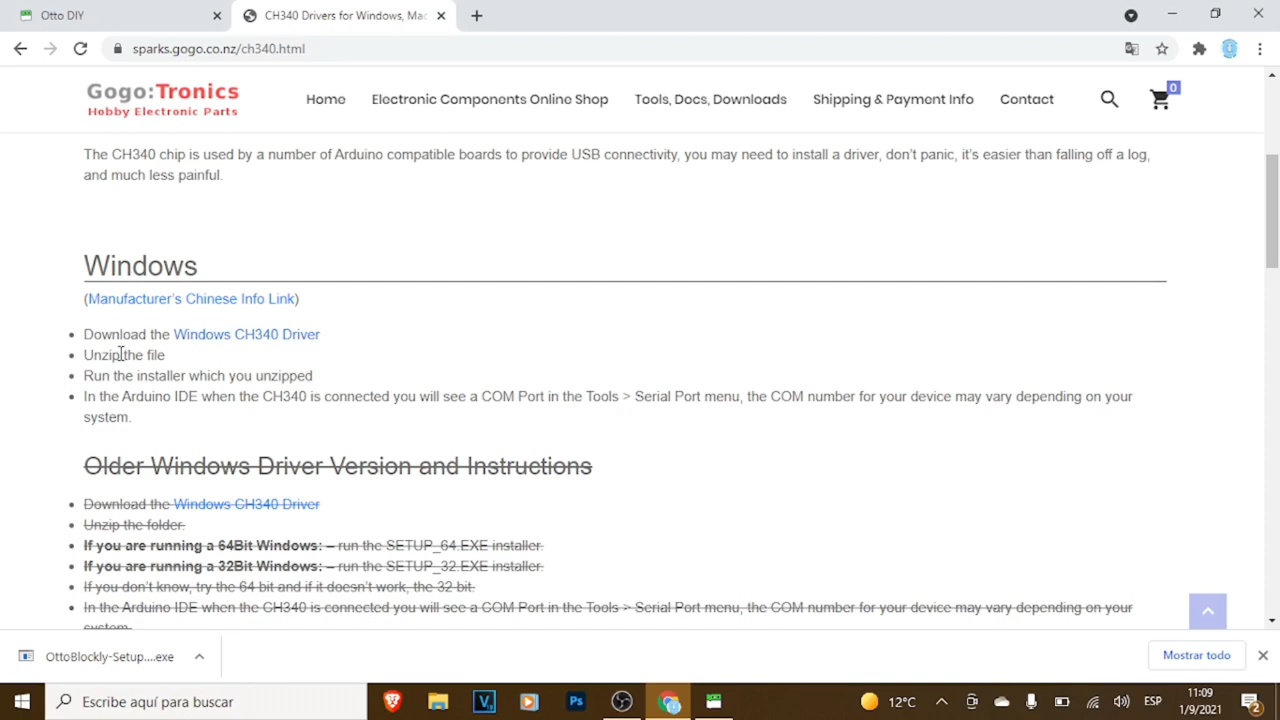 Otto DIY
CH340 Drivers for Windows, Mac
sparks.gogo.co.nz/ch340.html
Gogo:Tronics
Hobby Electronic Parts
Home
Electronic Components Online Shop
Tools, Docs, Downloads
Shipping & Payment Info
Contact
0
The CH340 chip is used by a number of Arduino compatible boards to provide USB connectivity, you may need to install a driver, don't panic, it's easier than falling off a log,
and much less painful.
Windows
(Manufacturer's Chinese Info Link)
Download the Windows CH340 Driver
Unzip the file
Run the installer which you unzipped
In the Arduino IDE when the CH340 is connected you will see a COM Port in the Tools > Serial Port menu, the COM number for your device may vary depending on your
system.
Older Windows Driver Version and Instructions
Download the Windows CH340 Driver
Unzip the folder.
If you are running a 64Bit Windows: – run the SETUP_64.EXE installer.
If you are running a 32Bit Windows: – run the SETUP_32.EXE installer.
If you don't know, try the 64 bit and if it doesn't work, the 32 bit.
In the Arduino IDE when the CH340 is connected you will see a COM Port in the Tools > Serial Port menu, the COM number for your device may vary depending on your
system.
OttoBlockly-Setup....exe
Mostrar todo
Escribe aquí para buscar
V
Ps
12°C
ESP
11:09
1/9/2021
2